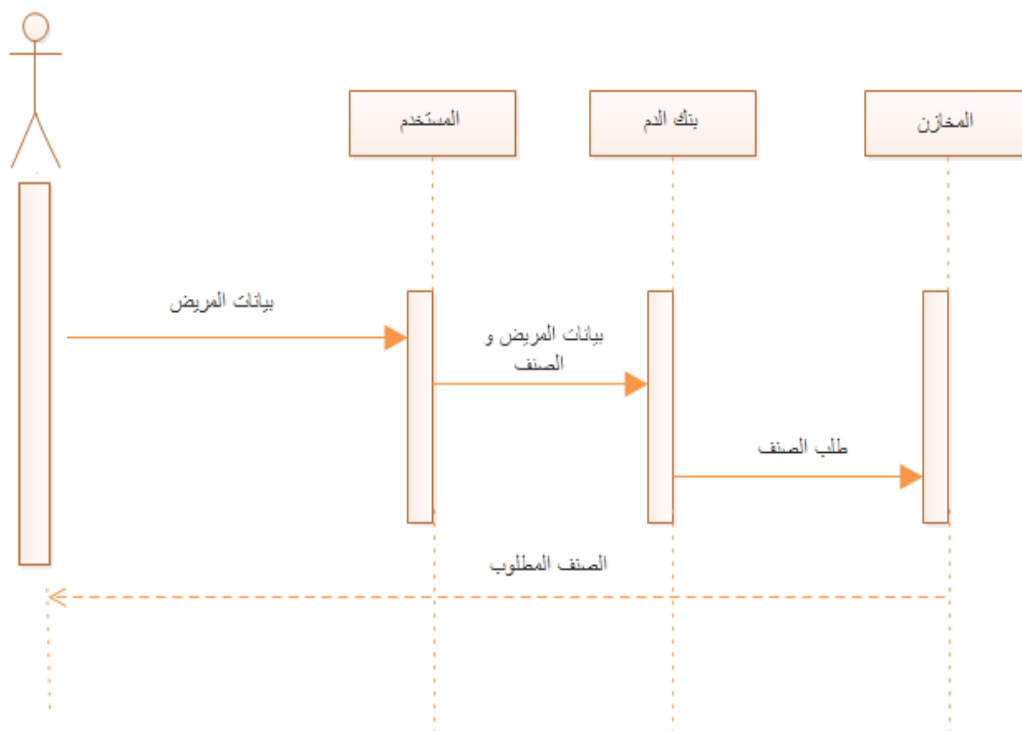 المخازن
بنك الدم
المستخدم
بيانات المريض
بيانات المريض و
الصنف
طلب الصنف
الصنف المطلوب